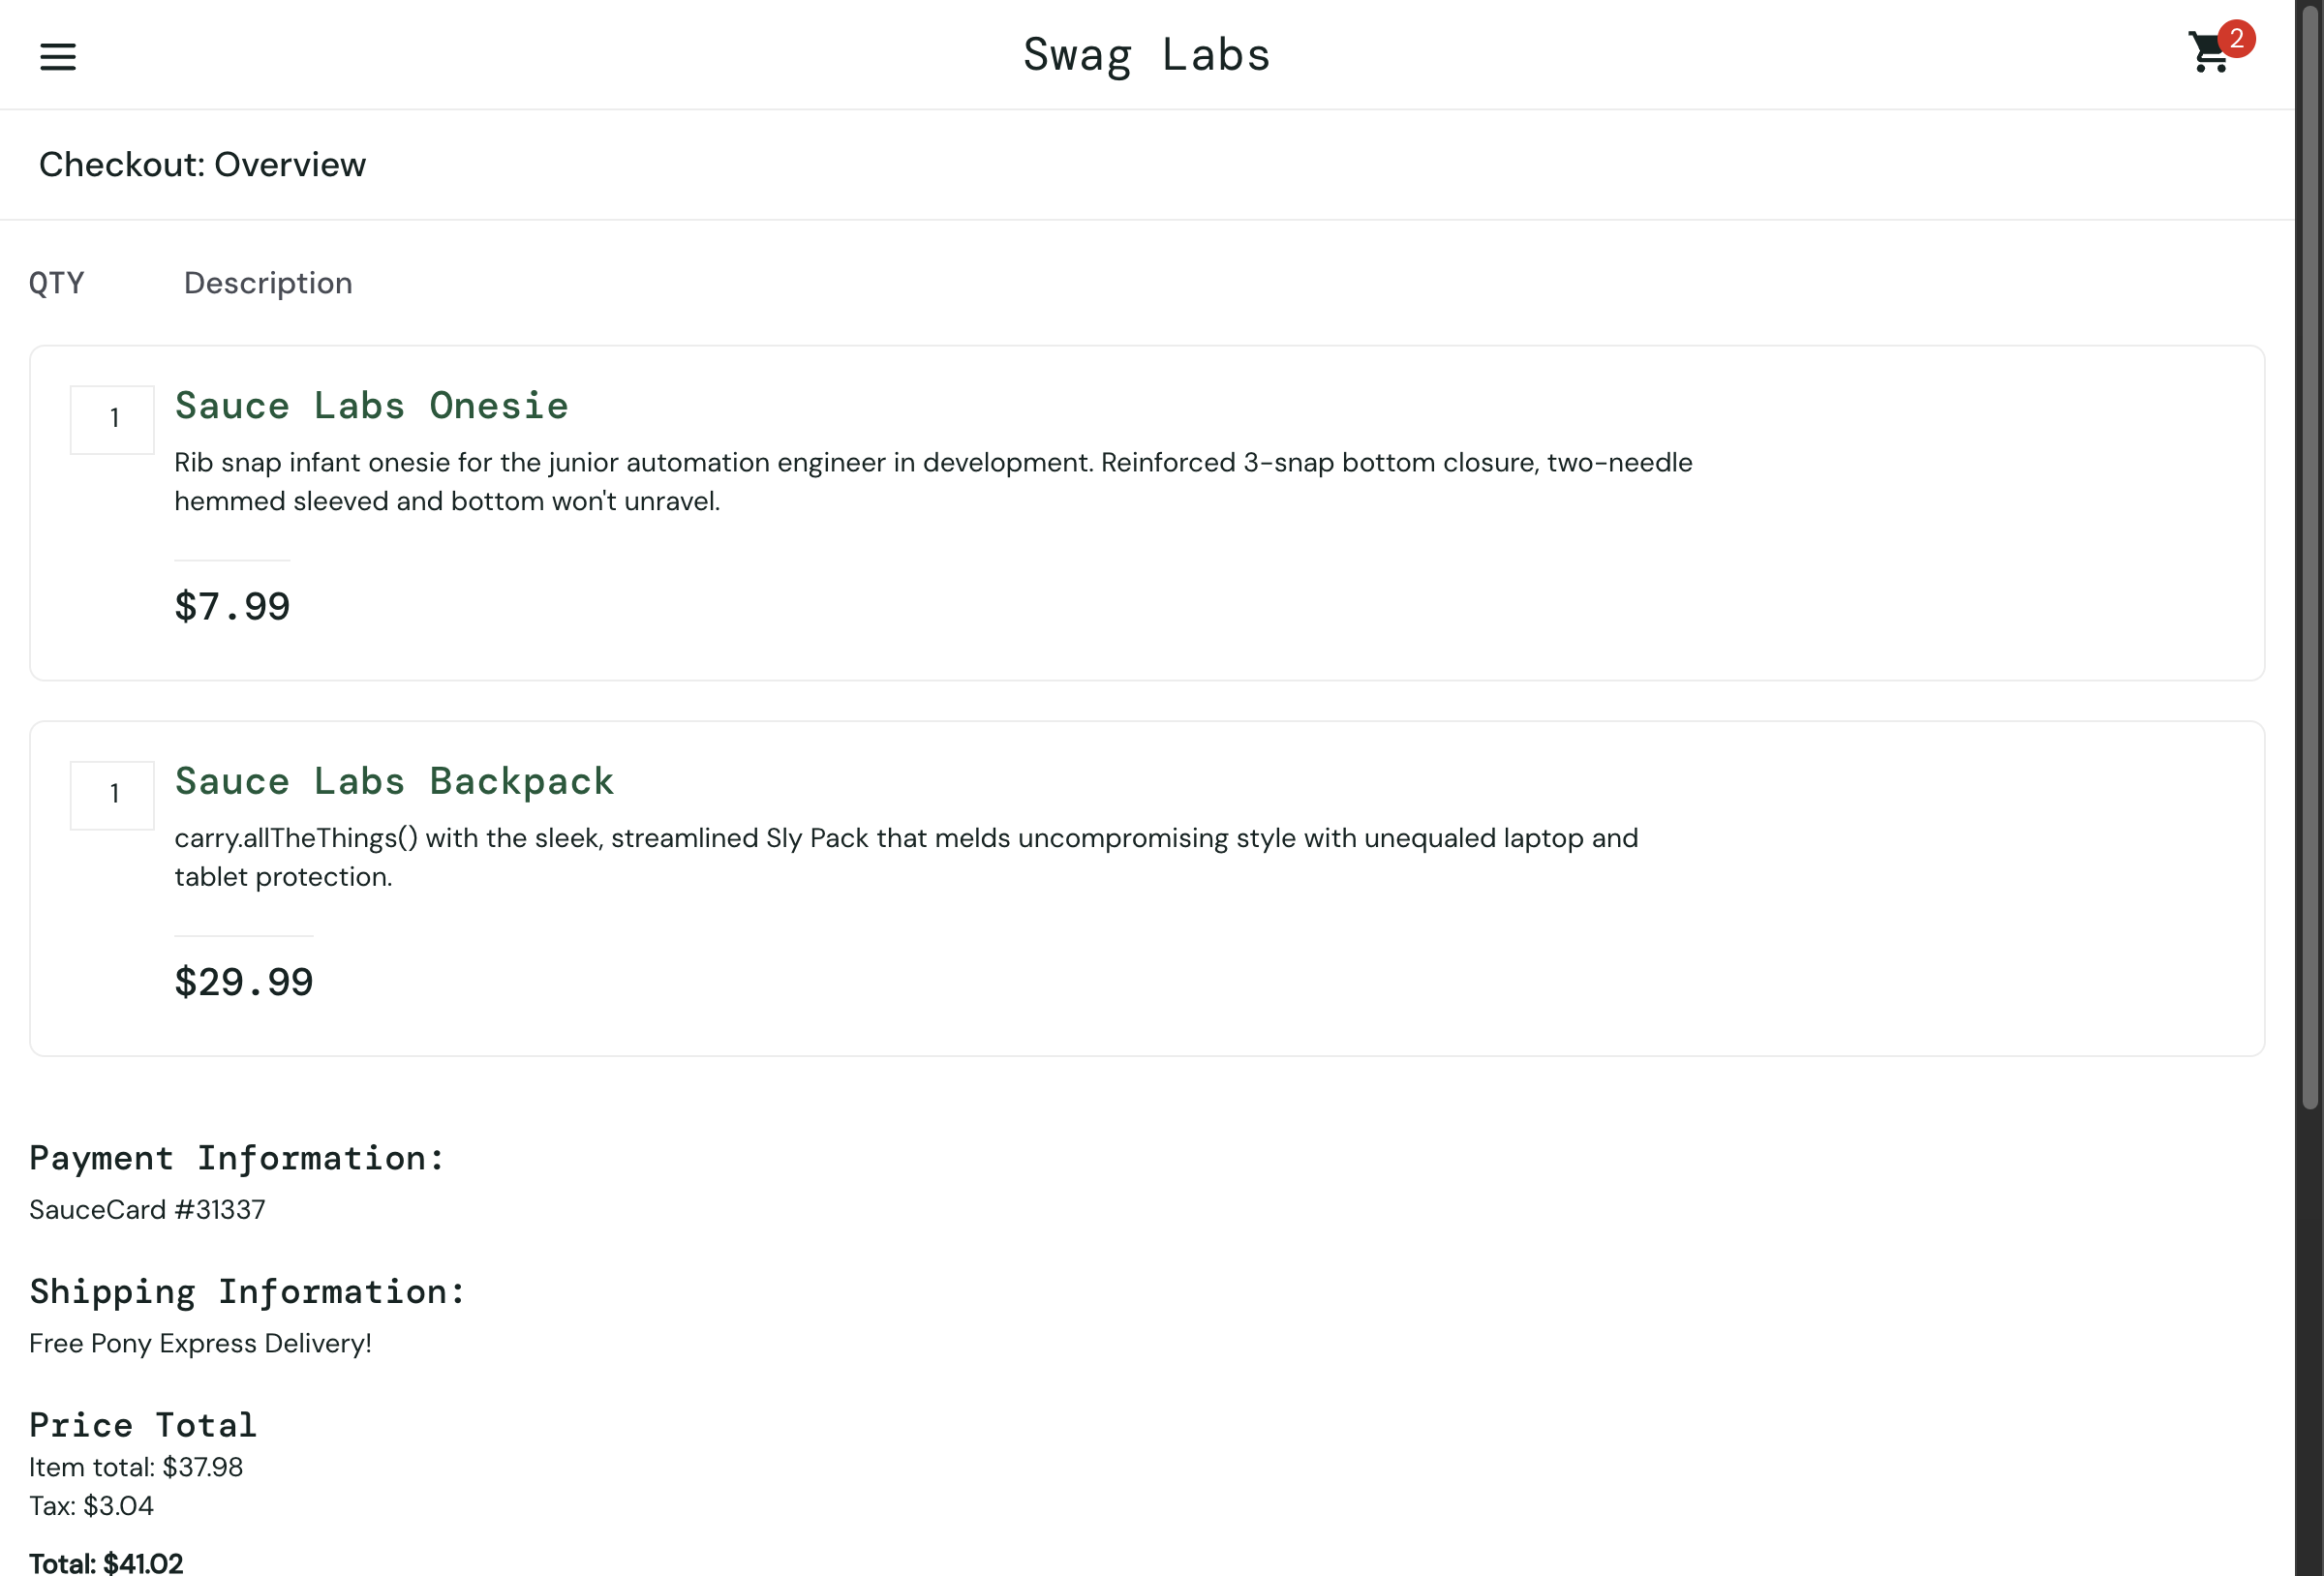 Swag Labs
2
Checkout: Overview
QTY Description
1
Sauce Labs Onesie
Rib snap infant onesie for the junior automation engineer in development. Reinforced 3-snap bottom closure, two-needle
hemmed sleeved and bottom won't unravel.
$7.99
1
Sauce Labs Backpack
carry.allTheThings() with the sleek, streamlined Sly Pack that melds uncompromising style with unequaled laptop and
tablet protection.
$29.99
Payment Information:
SauceCard #31337
Shipping Information:
Free Pony Express Delivery!
Price Total
Item total: $37.98
Tax: $3.04
Total: $41.02